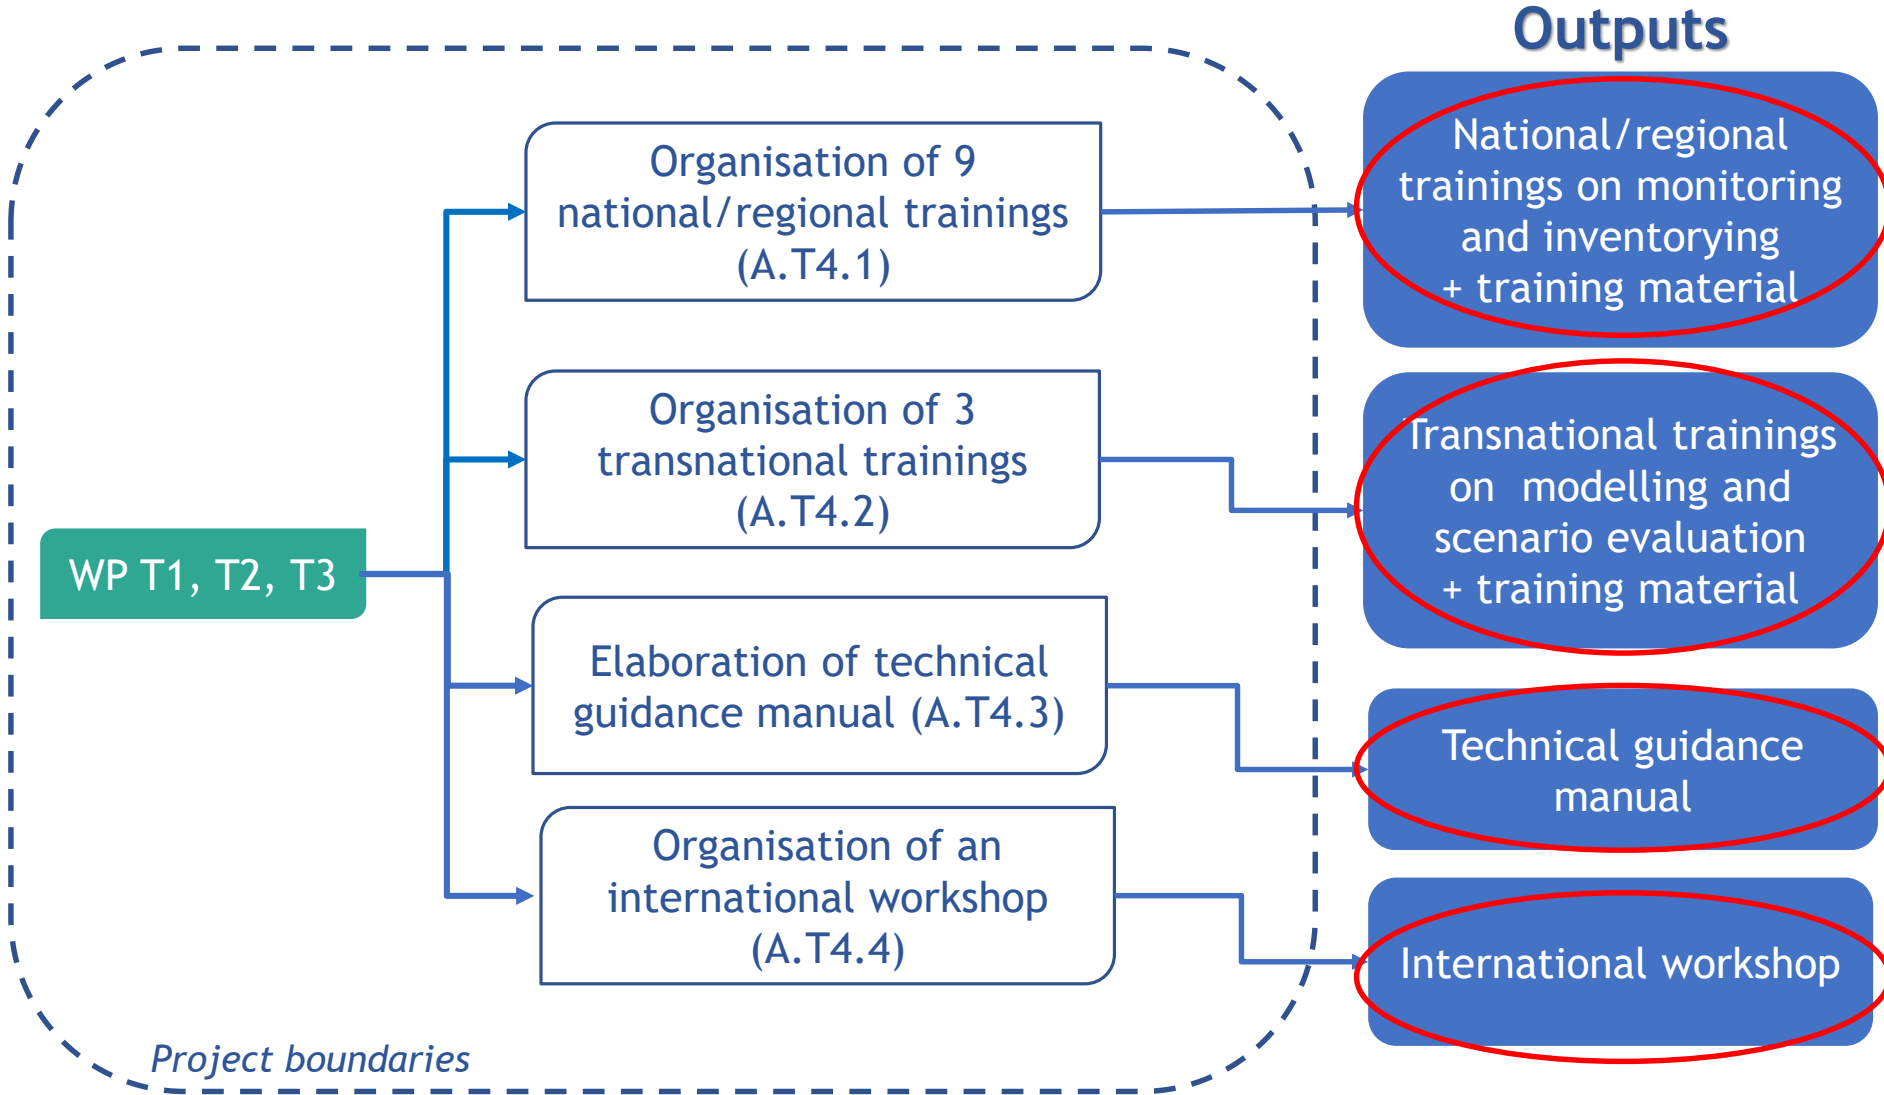 Outputs
Organisation of 9
national/regional trainings
(A.T4.1)
National/regional
trainings on monitoring
and inventorying
+ training material
Organisation of 3
transnational trainings
(A.T4.2)
Transnational trainings
on modelling and
scenario evaluation
+ training material
WP T1, T2, T3
Elaboration of technical
guidance manual (A.T4.3)
Technical guidance
manual
Organisation of an
international workshop
(A.T4.4)
International workshop
Project boundaries